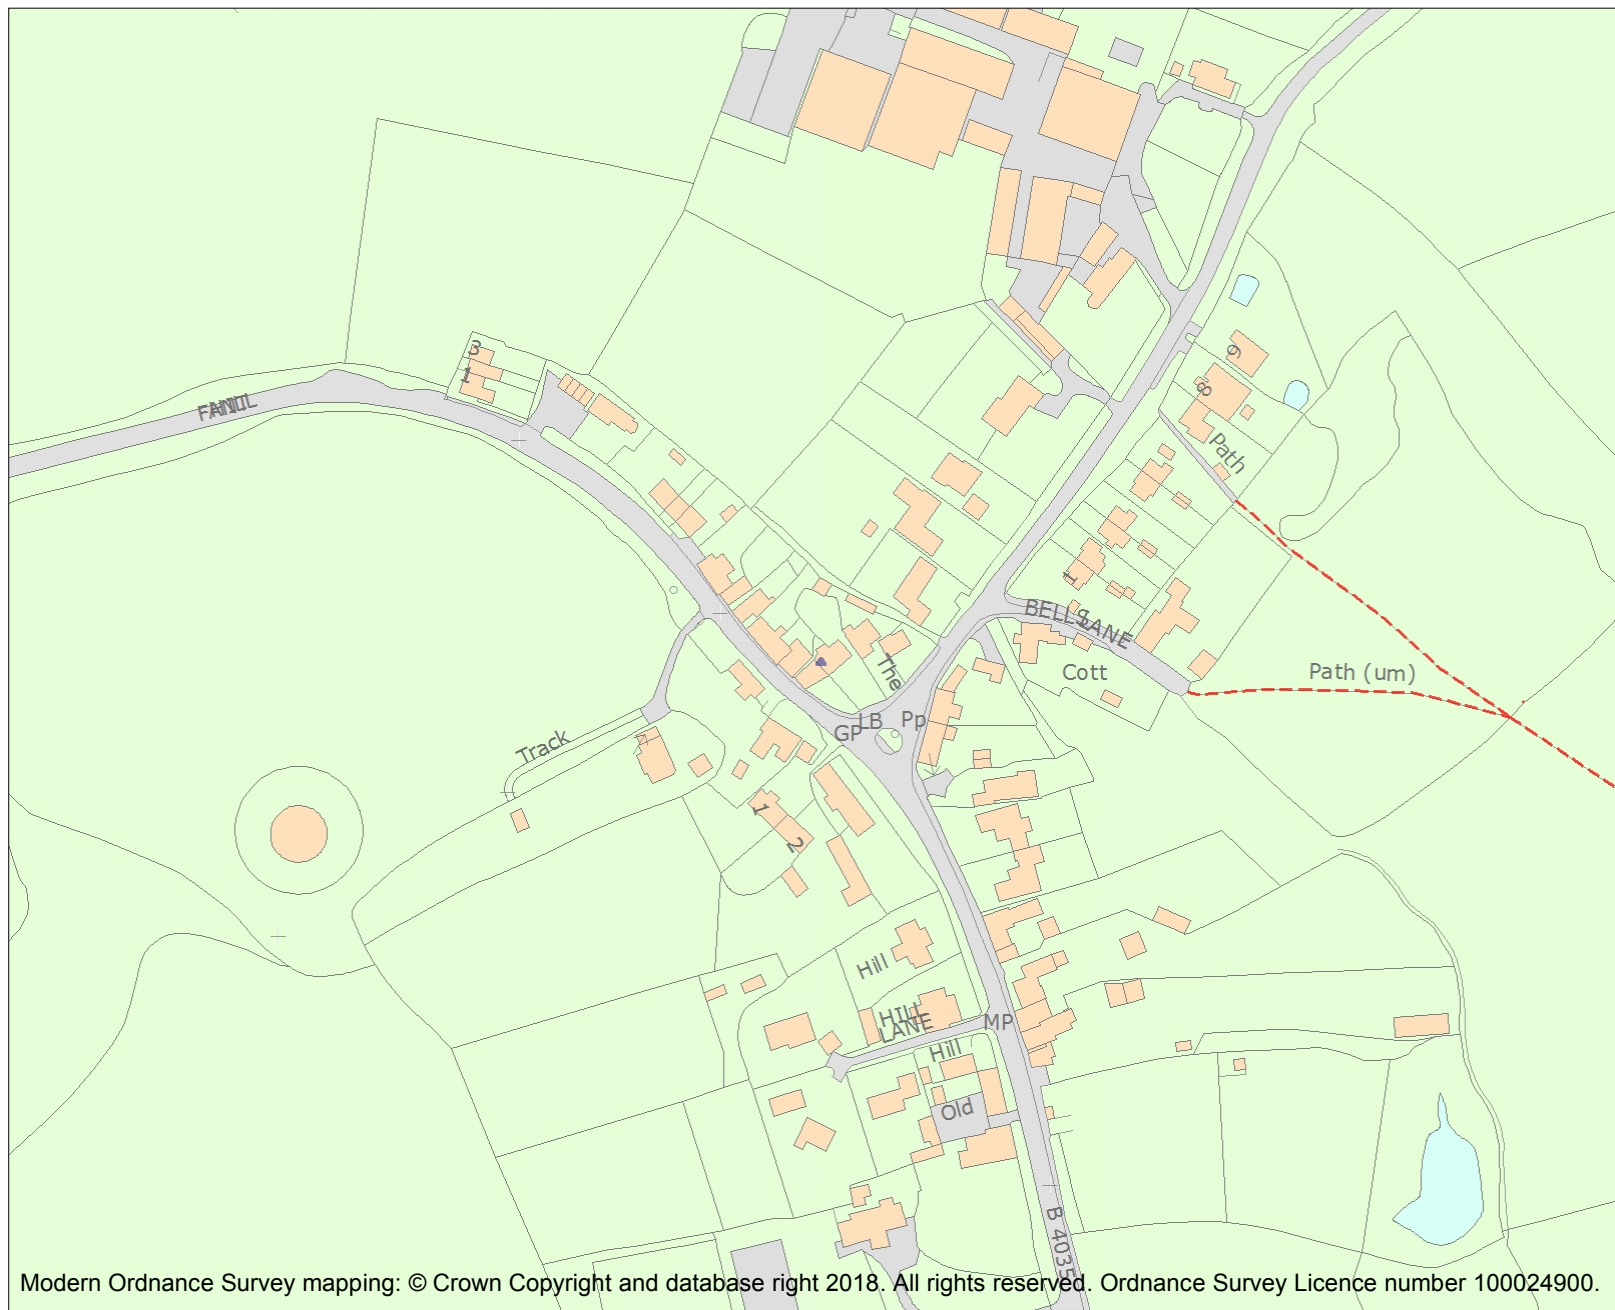 3
1
9
8
Path
1
BELLS LANE
Cott
Path (um)
The
LB
Pp
GP
Track
1
2
Hill
HILL
LANE
MP
Hill
Old
B 4035
Modern Ordnance Survey mapping: © Crown Copyright and database right 2018. All rights reserved. Ordnance Survey Licence number 100024900.